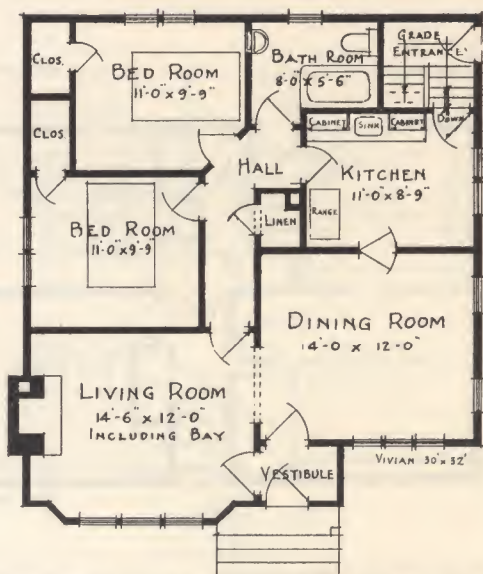 CLOS.
BED ROOM
11'-0" x 9'-9"
BATH ROOM
8'-0" x 5'-6"
GRADE
ENTRANCE
CLOS.
CABINET
SINK
CABINET
DOWN
HALL
KITCHEN
11'-0" x 8'-9"
LINEN
RANGE
BED ROOM
11'-0" x 9'-9"
DINING ROOM
14'-0 x 12'-0"
LIVING ROOM
14'-6" x 12'-0"
INCLUDING BAY
VIVIAN 30' x 32'
VESTIBULE